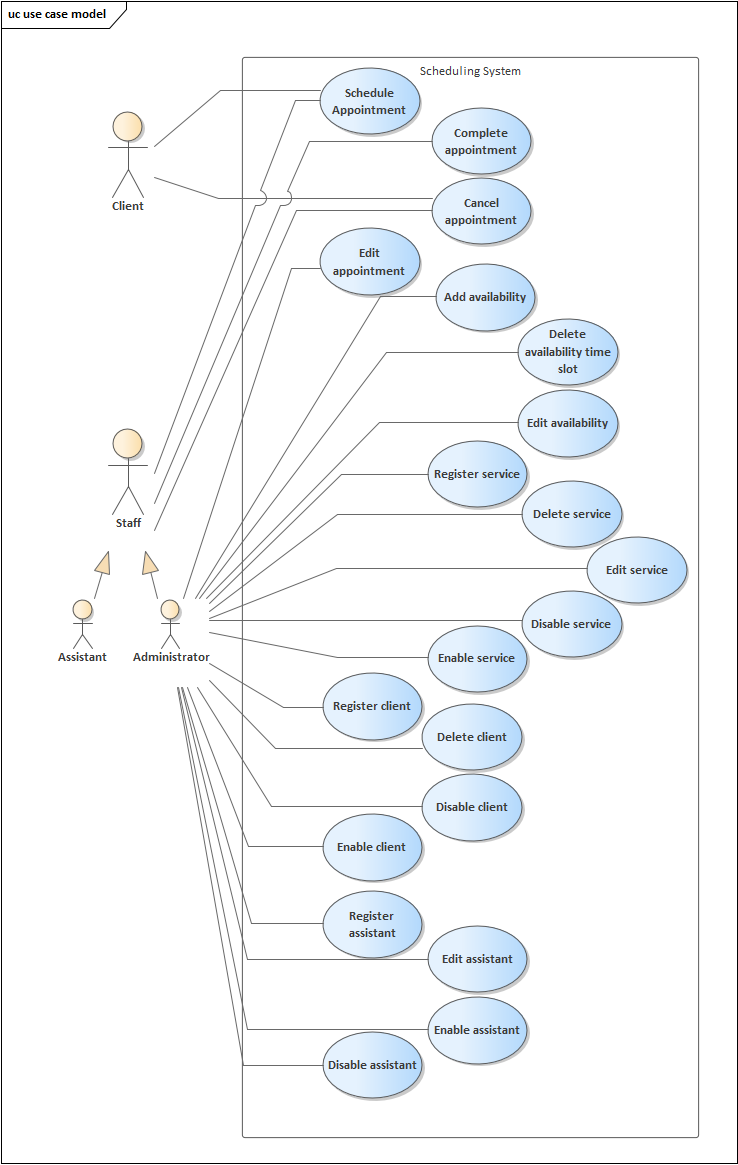 uc use case model
Scheduling System
Schedule
Appointment
Complete
appointment
Client
Cancel
appointment
Edit
appointment
Add availability
Delete
availability time
slot
Edit availability
Register service
Staff
Delete service
Edit service
Disable service
Assistant
Administrator
Enable service
Register client
Delete client
Disable client
Enable client
Register
assistant
Edit assistant
Enable assistant
Disable assistant